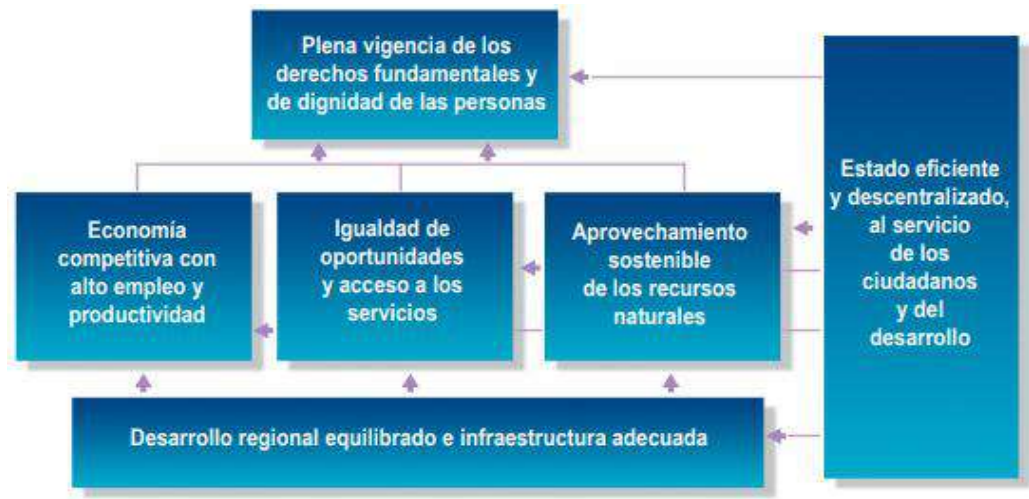 Plena vigencia de los
derechos fundamentales y
de dignidad de las personas
Estado eficiente
y descentralizado,
al servicio
de los
ciudadanos
y del
desarrollo
Economía
competitiva con
alto empleo y
productividad
Igualdad de
oportunidades
y acceso a los
servicios
Aprovechamiento
sostenible
de los recursos
naturales
Desarrollo regional equilibrado e infraestructura adecuada